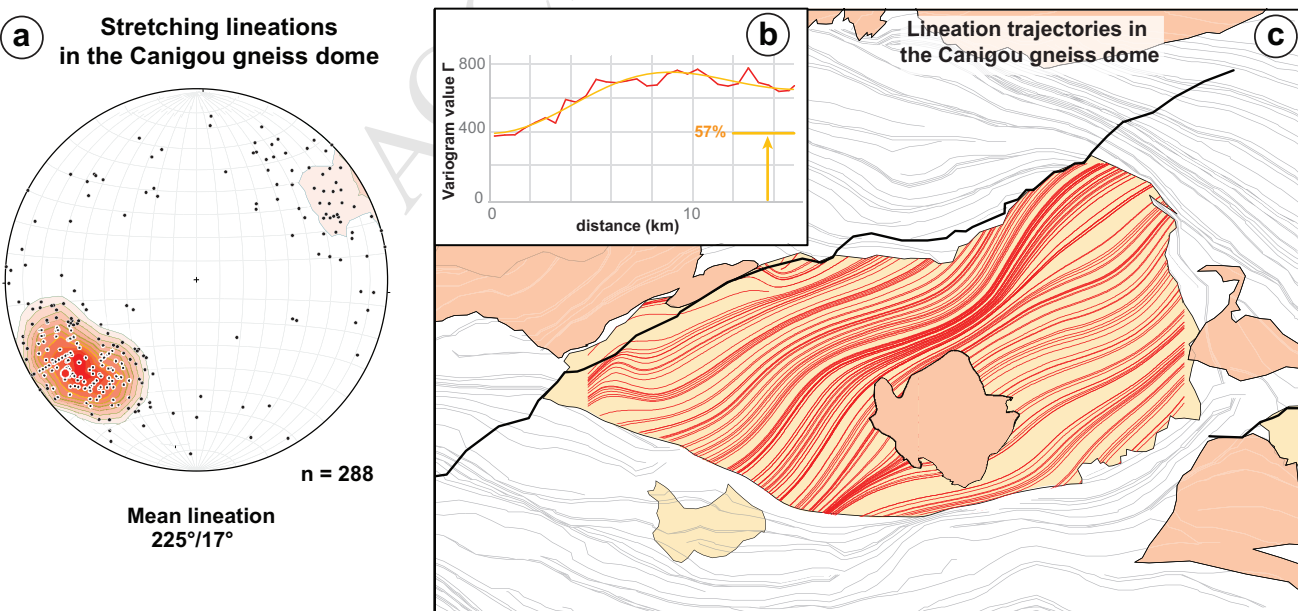 a
Stretching lineations
in the Canigou gneiss dome
n = 288
Mean lineation
225°/17°
b
Variogram value Γ
800
400
0
57%
0
10
distance (km)
Lineation trajectories in
the Canigou gneiss dome
c